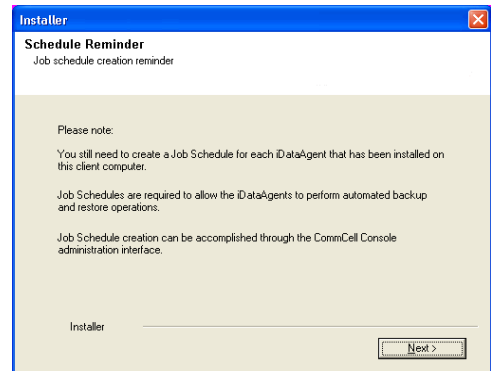 Installer
Schedule Reminder
Job schedule creation reminder
Please note:
You still need to create a Job Schedule for each iDataAgent that has been installed on
this client computer.
Job Schedules are required to allow the iDataAgents to perform automated backup
and restore operations.
Job Schedule creation can be accomplished through the CommCell Console
administration interface.
Installer
Next >